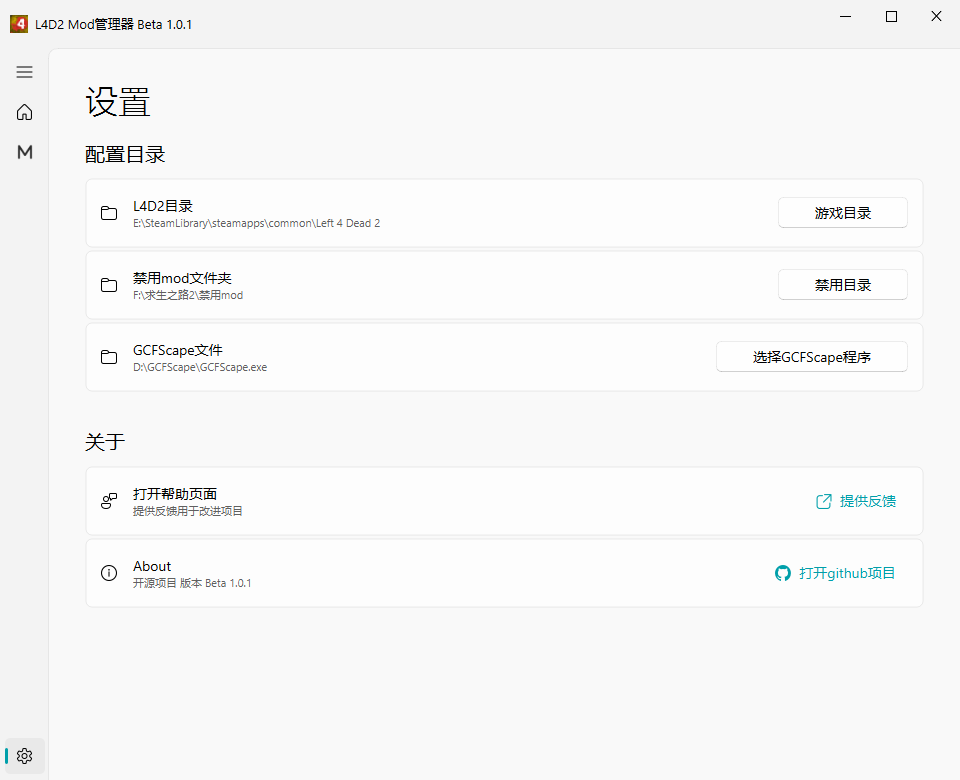 4 L4D2 Mod管理器 Beta 1.0.1
M
设置
配置目录
L4D2目录
E:\SteamLibrary\steamapps\common\Left 4 Dead 2
游戏目录
禁用mod文件夹
F:\求生之路2\禁用mod
禁用目录
GCFScape文件
D:\GCFScape\GCFScape.exe
选择GCFScape程序
关于
打开帮助页面
提供反馈用于改进项目
提供反馈
About
开源项目 版本 Beta 1.0.1
打开github项目